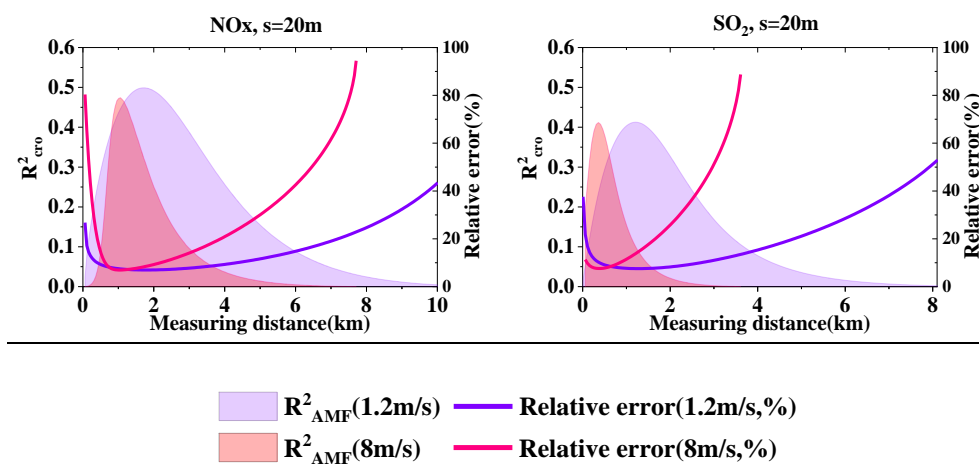 NOx, s=20m
0.6
0.5
0.4
0.3
0.2
0.1
0.0
R²cro
100
80
60
40
20
0
Relative error(%)
0 2 4 6 8 10
Measuring distance(km)
SO₂, s=20m
0.6
0.5
0.4
0.3
0.2
0.1
0.0
R²cro
100
80
60
40
20
0
Relative error(%)
0 2 4 6 8
Measuring distance(km)
R²AMF(1.2m/s) Relative error(1.2m/s,%)
R²AMF(8m/s) Relative error(8m/s,%)